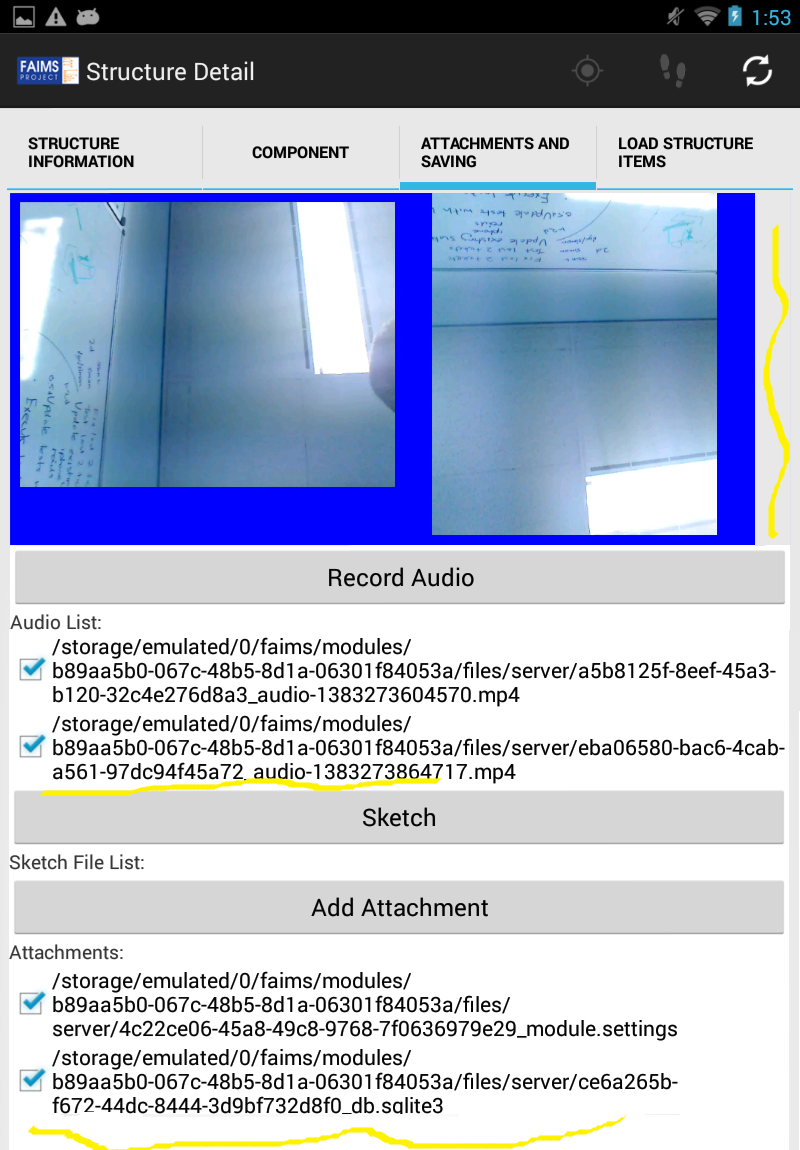 1:53
FAIMS
PROJECT
Structure Detail
STRUCTURE
INFORMATION
COMPONENT
ATTACHMENTS AND
SAVING
LOAD STRUCTURE
ITEMS
Record Audio
Audio List:
/storage/emulated/0/faims/modules/
b89aa5b0-067c-48b5-8d1a-06301f84053a/files/server/a5b8125f-8eef-45a3-
b120-32c4e276d8a3_audio-1383273604570.mp4
/storage/emulated/0/faims/modules/
b89aa5b0-067c-48b5-8d1a-06301f84053a/files/server/eba06580-bac6-4cab-
a561-97dc94f45a72_audio-1383273864717.mp4
Sketch
Sketch File List:
Add Attachment
Attachments:
/storage/emulated/0/faims/modules/
b89aa5b0-067c-48b5-8d1a-06301f84053a/files/
server/4c22ce06-45a8-49c8-9768-7f0636979e29_module.settings
/storage/emulated/0/faims/modules/
b89aa5b0-067c-48b5-8d1a-06301f84053a/files/server/ce6a265b-
f672-44dc-8444-3d9bf732d8f0_db.sqlite3